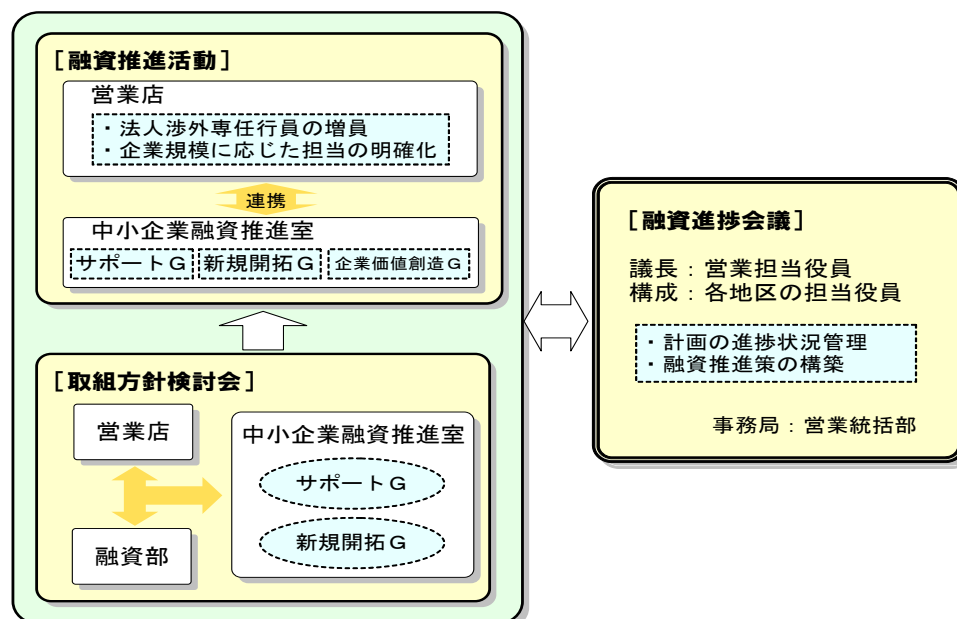 ［融資推進活動］
営業店
・法人渉外専任行員の増員
・企業規模に応じた担当の明確化
連携
中小企業融資推進室
サポートＧ
新規開拓Ｇ
企業価値創造Ｇ
［取組方針検討会］
営業店
融資部
中小企業融資推進室
サポートＧ
新規開拓Ｇ
［融資進捗会議］
議長：営業担当役員
構成：各地区の担当役員
・計画の進捗状況管理
・融資推進策の構築
事務局：営業統括部